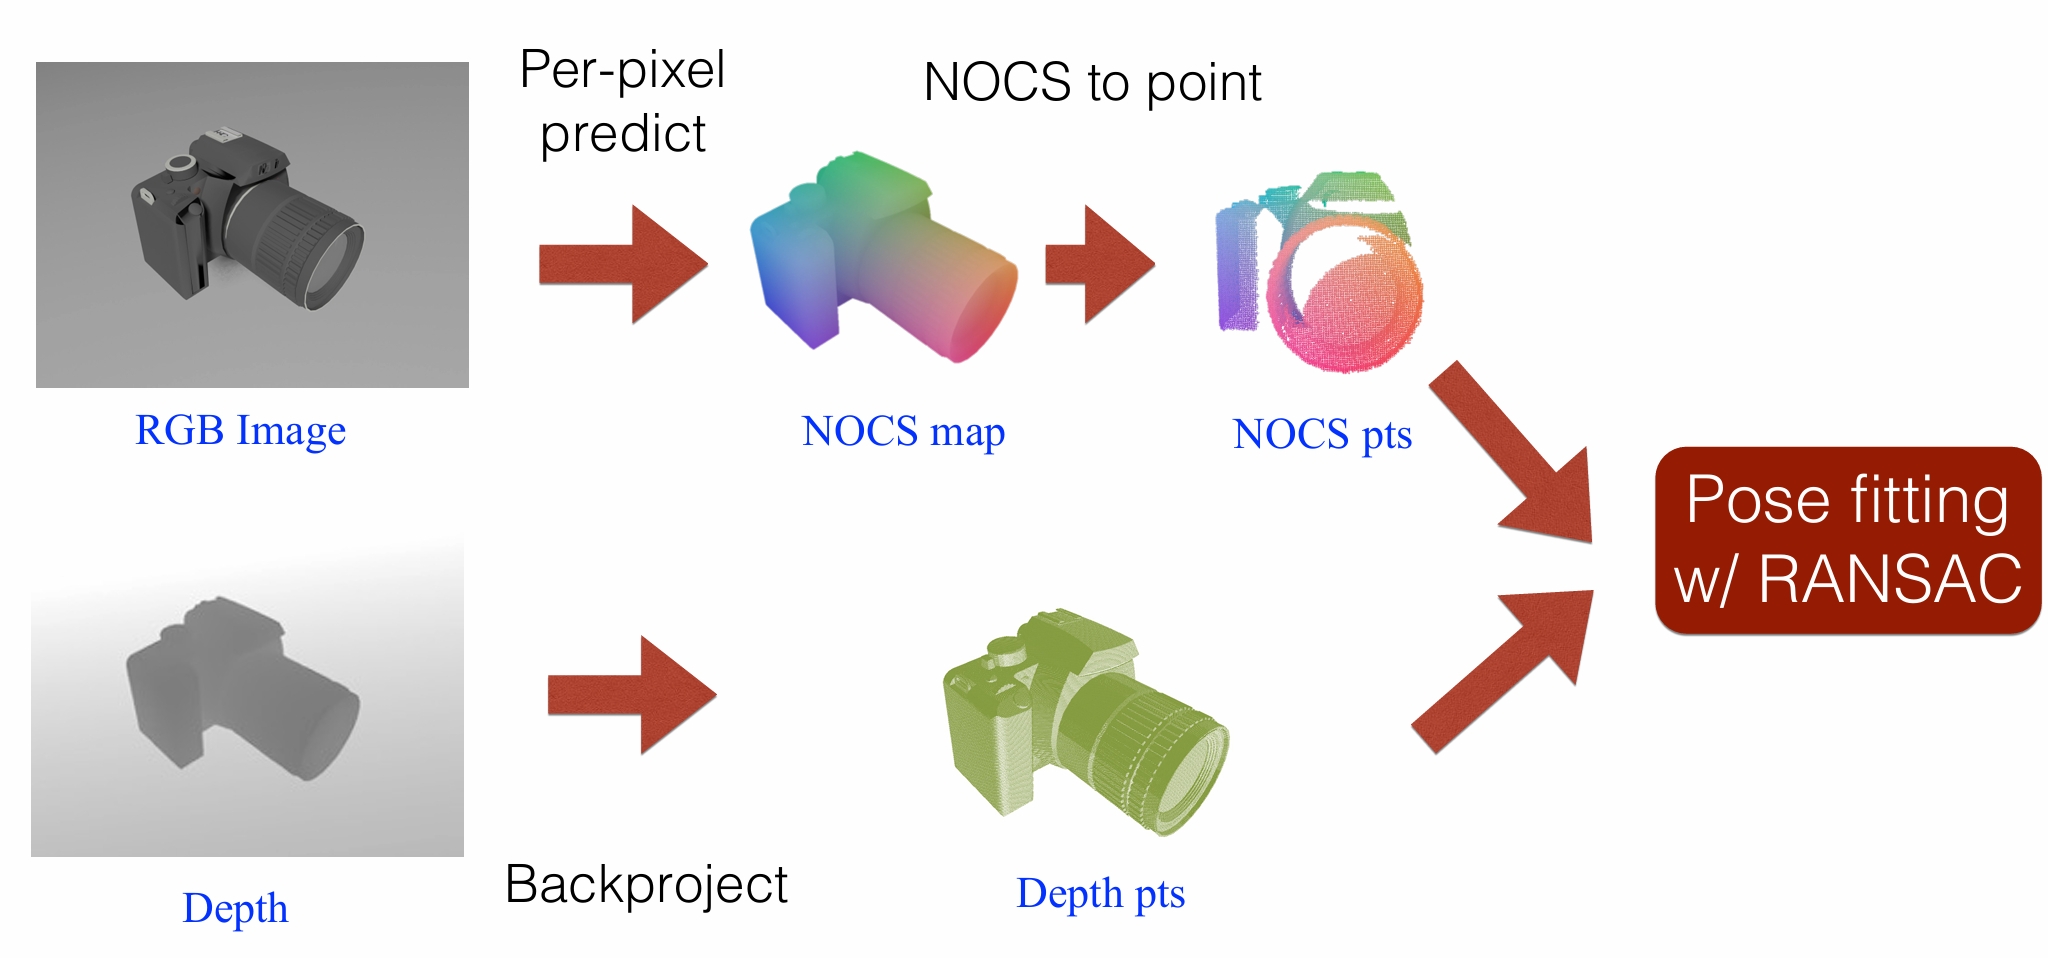 Per-pixel
predict
NOCS to point
RGB Image
NOCS map
NOCS pts
Pose fitting
w/ RANSAC
Backproject
Depth
Depth pts